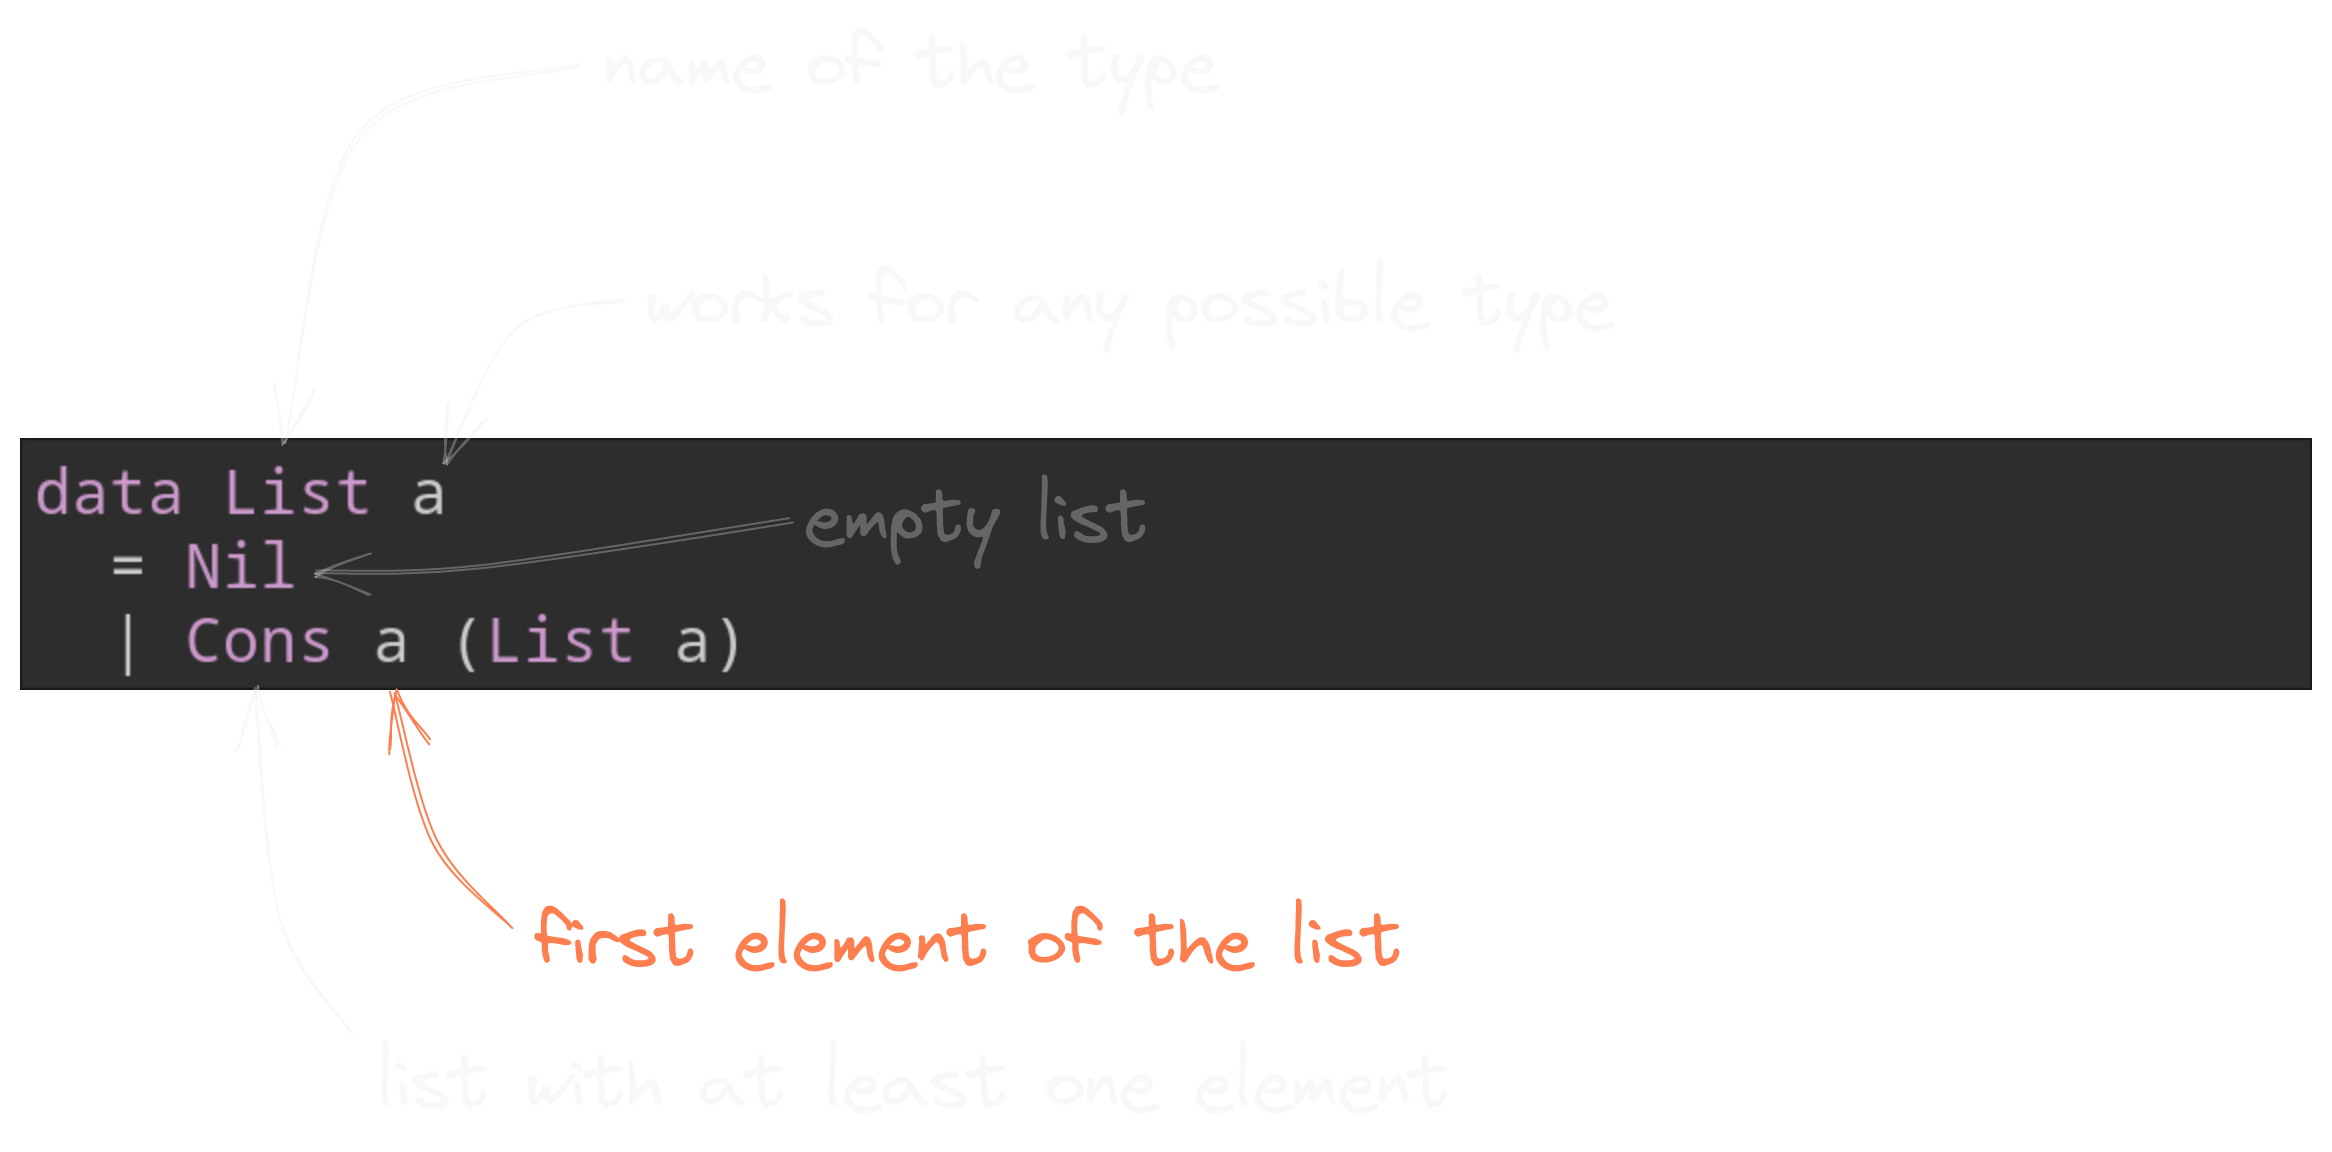 name of the type
works for any possible type
data List a
empty list
= Nil
| Cons a (List a)
first element of the list
list with at least one element